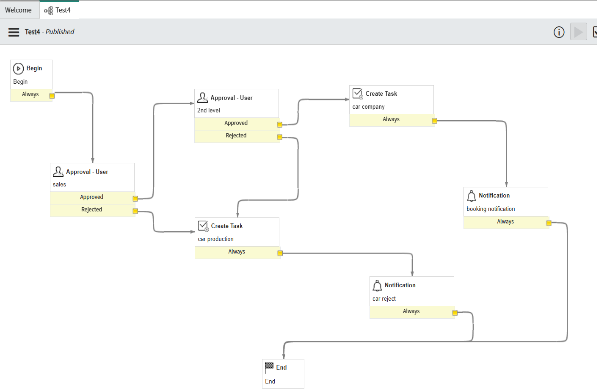 Welcome
Test4
Test4 - Published
Begin
Begin
Always
Approval - User
sales
Approved
Rejected
Approval - User
2nd level
Approved
Rejected
Create Task
car company
Always
Create Task
car production
Always
Notification
booking notification
Always
Notification
car reject
Always
End
End